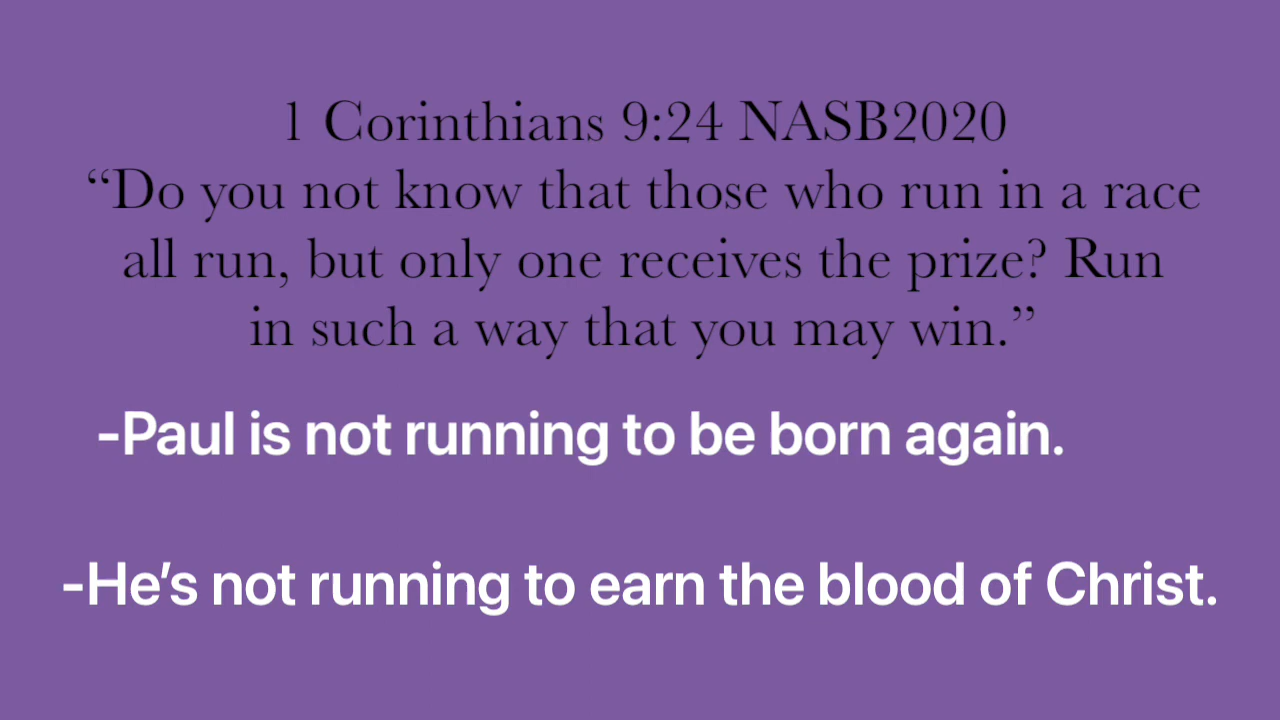 1 Corinthians 9:24 NASB2020
“Do you not know that those who run in a race
all run, but only one receives the prize? Run
in such a way that you may win.”
-Paul is not running to be born again.
-He’s not running to earn the blood of Christ.